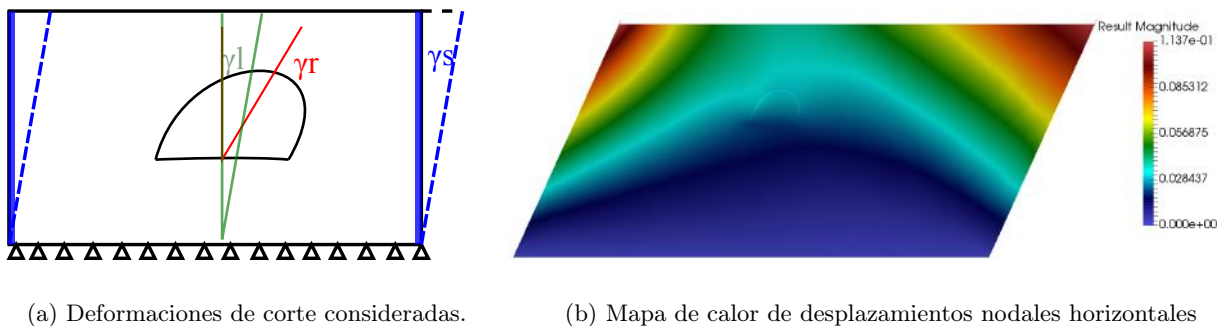 γl
γr
γs
Result Magnitude
1.137e-01
0.085312
0.056875
0.028437
0.000e+00
(a) Deformaciones de corte consideradas.
(b) Mapa de calor de desplazamientos nodales horizontales